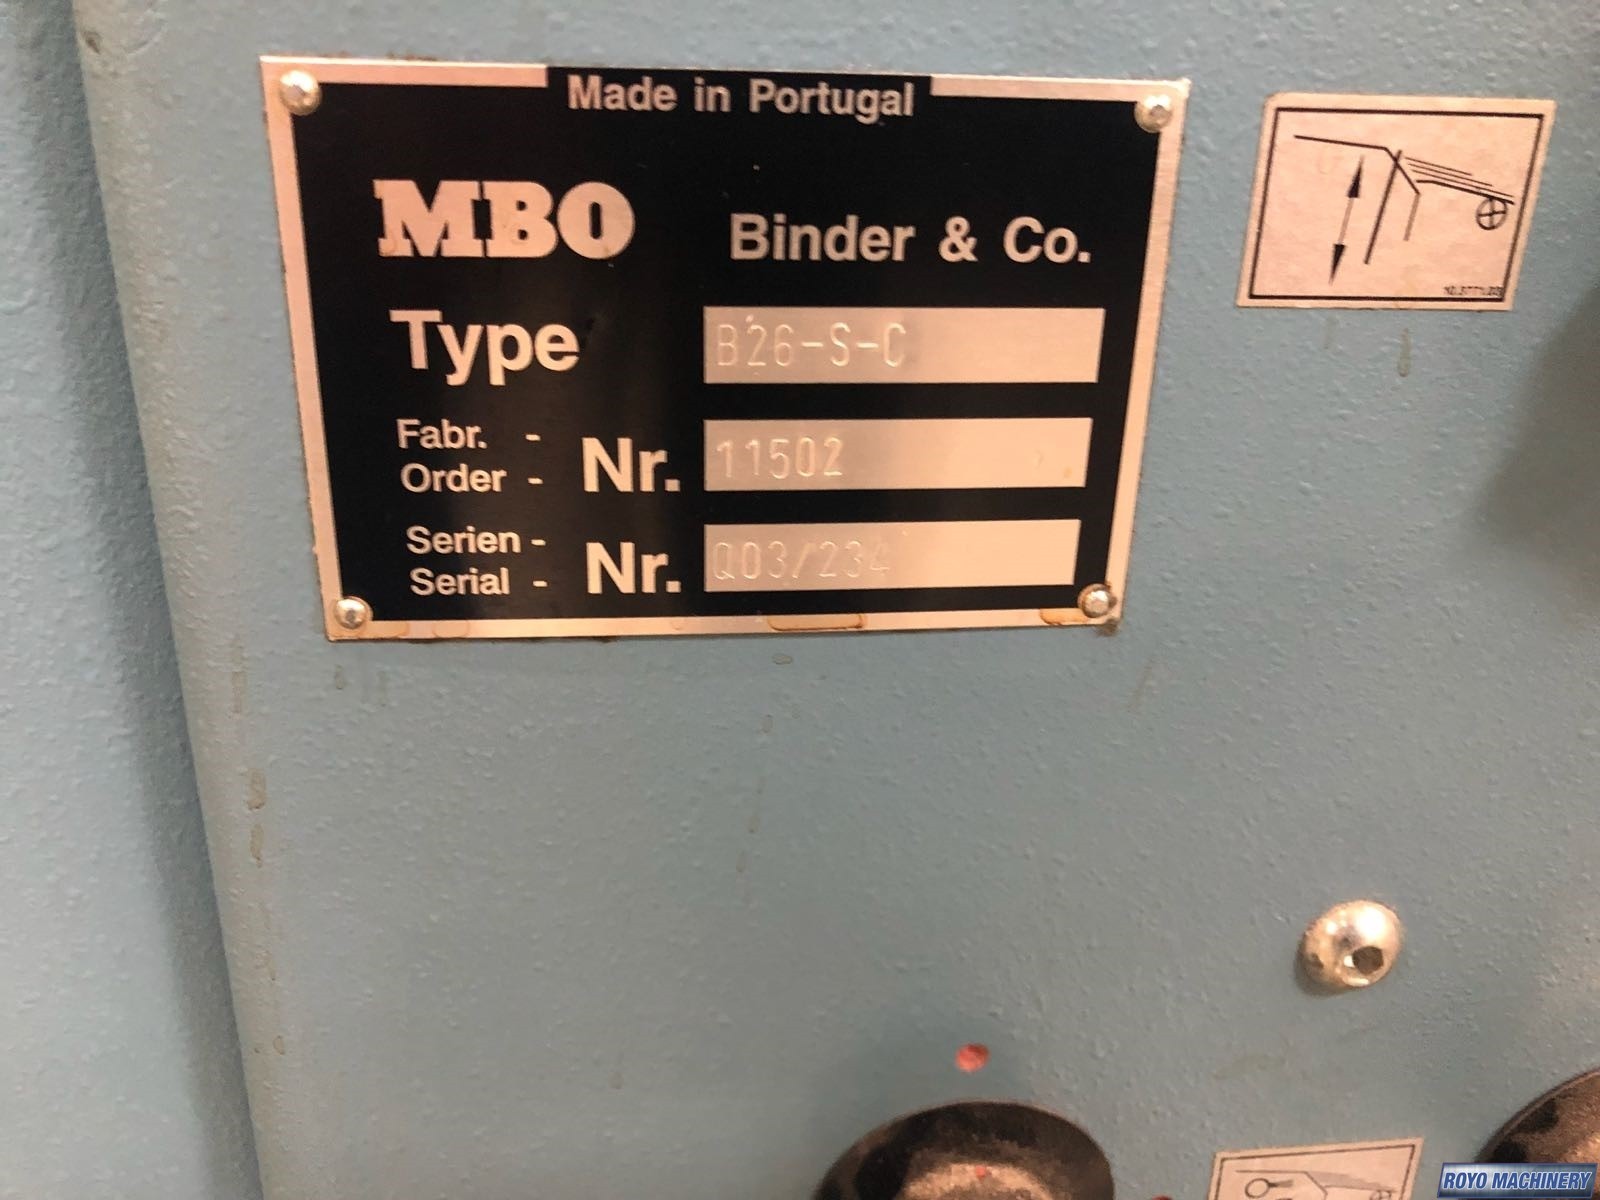 Made in Portugal
MBO Binder & Co.
Type B26-S-C
Fabr. -
Order - Nr. 11502
Serien -
Serial - Nr. Q03/234
ROYO MACHINERY